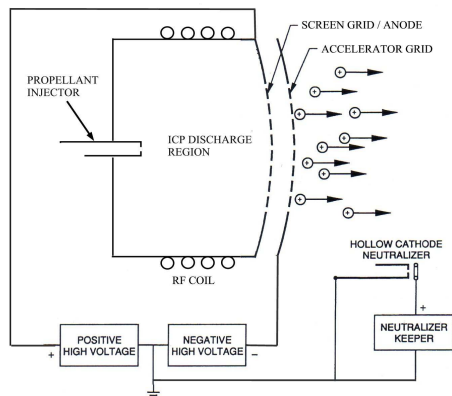 SCREEN GRID / ANODE
ACCELERATOR GRID
PROPELLANT
INJECTOR
ICP DISCHARGE
REGION
RF COIL
HOLLOW CATHODE
NEUTRALIZER
POSITIVE
HIGH VOLTAGE
NEGATIVE
HIGH VOLTAGE
NEUTRALIZER
KEEPER